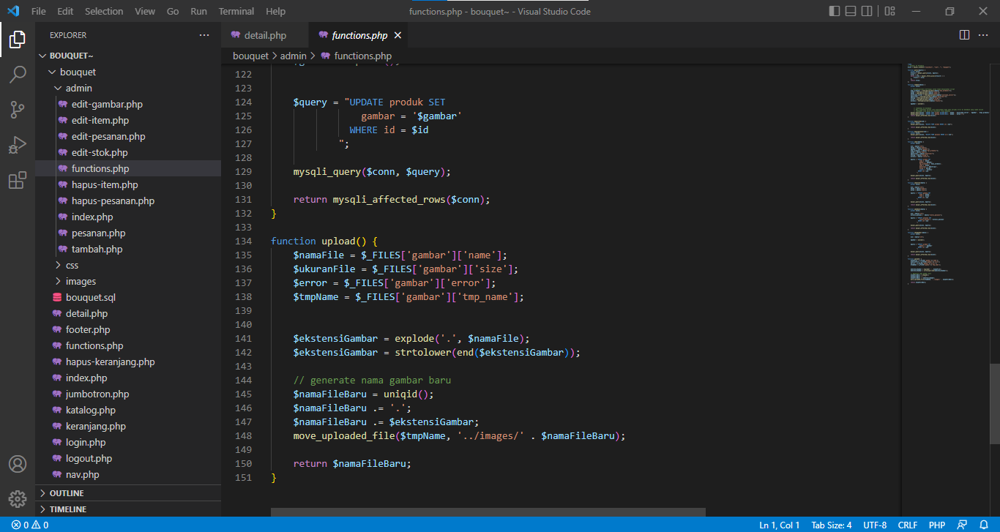 File Edit Selection View Go Run Terminal Help functions.php - bouquet~ - Visual Studio Code
EXPLORER
BOUQUET~
bouquet
admin
edit-gambar.php
edit-item.php
edit-pesanan.php
edit-stok.php
functions.php
hapus-item.php
hapus-pesanan.php
index.php
pesanan.php
tambah.php
css
images
bouquet.sql
detail.php
footer.php
functions.php
hapus-keranjang.php
index.php
jumbotron.php
katalog.php
keranjang.php
login.php
logout.php
nav.php
OUTLINE
TIMELINE
detail.php functions.php
bouquet > admin > functions.php
122
123
124 $query = "UPDATE produk SET
125 gambar = '$gambar'
126 WHERE id = $id
127 ";
128
129 mysqli_query($conn, $query);
130
131 return mysqli_affected_rows($conn);
132 }
133
134 function upload() {
135 $namaFile = $_FILES['gambar']['name'];
136 $ukuranFile = $_FILES['gambar']['size'];
137 $error = $_FILES['gambar']['error'];
138 $tmpName = $_FILES['gambar']['tmp_name'];
139
140
141 $ekstensiGambar = explode('.', $namaFile);
142 $ekstensiGambar = strtolower(end($ekstensiGambar));
143
144 // generate nama gambar baru
145 $namaFileBaru = uniqid();
146 $namaFileBaru .= '.';
147 $namaFileBaru .= $ekstensiGambar;
148 move_uploaded_file($tmpName, '../images/' . $namaFileBaru);
149
150 return $namaFileBaru;
151 }
0 0 Ln 1, Col 1 Tab Size: 4 UTF-8 CRLF PHP